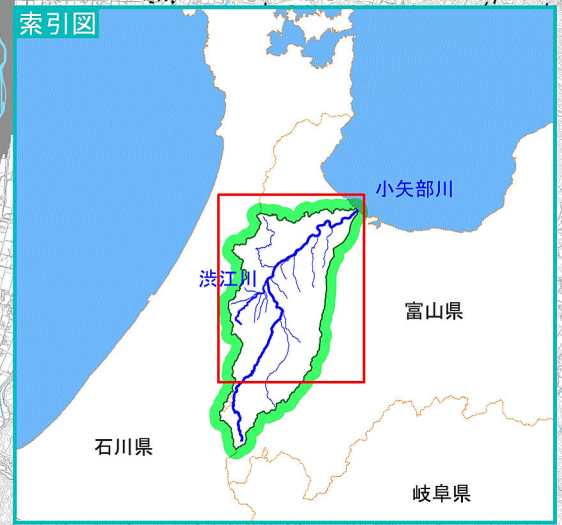 索引図
小矢部川
渋江川
富山県
石川県
岐阜県